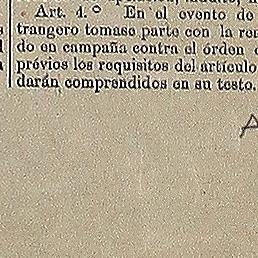 Art. 4.º En el evento de
trangero tomase parte con la
do en campaña contra el órden
prévios los requisitos del artículo
darán comprendidos en su testo.
A